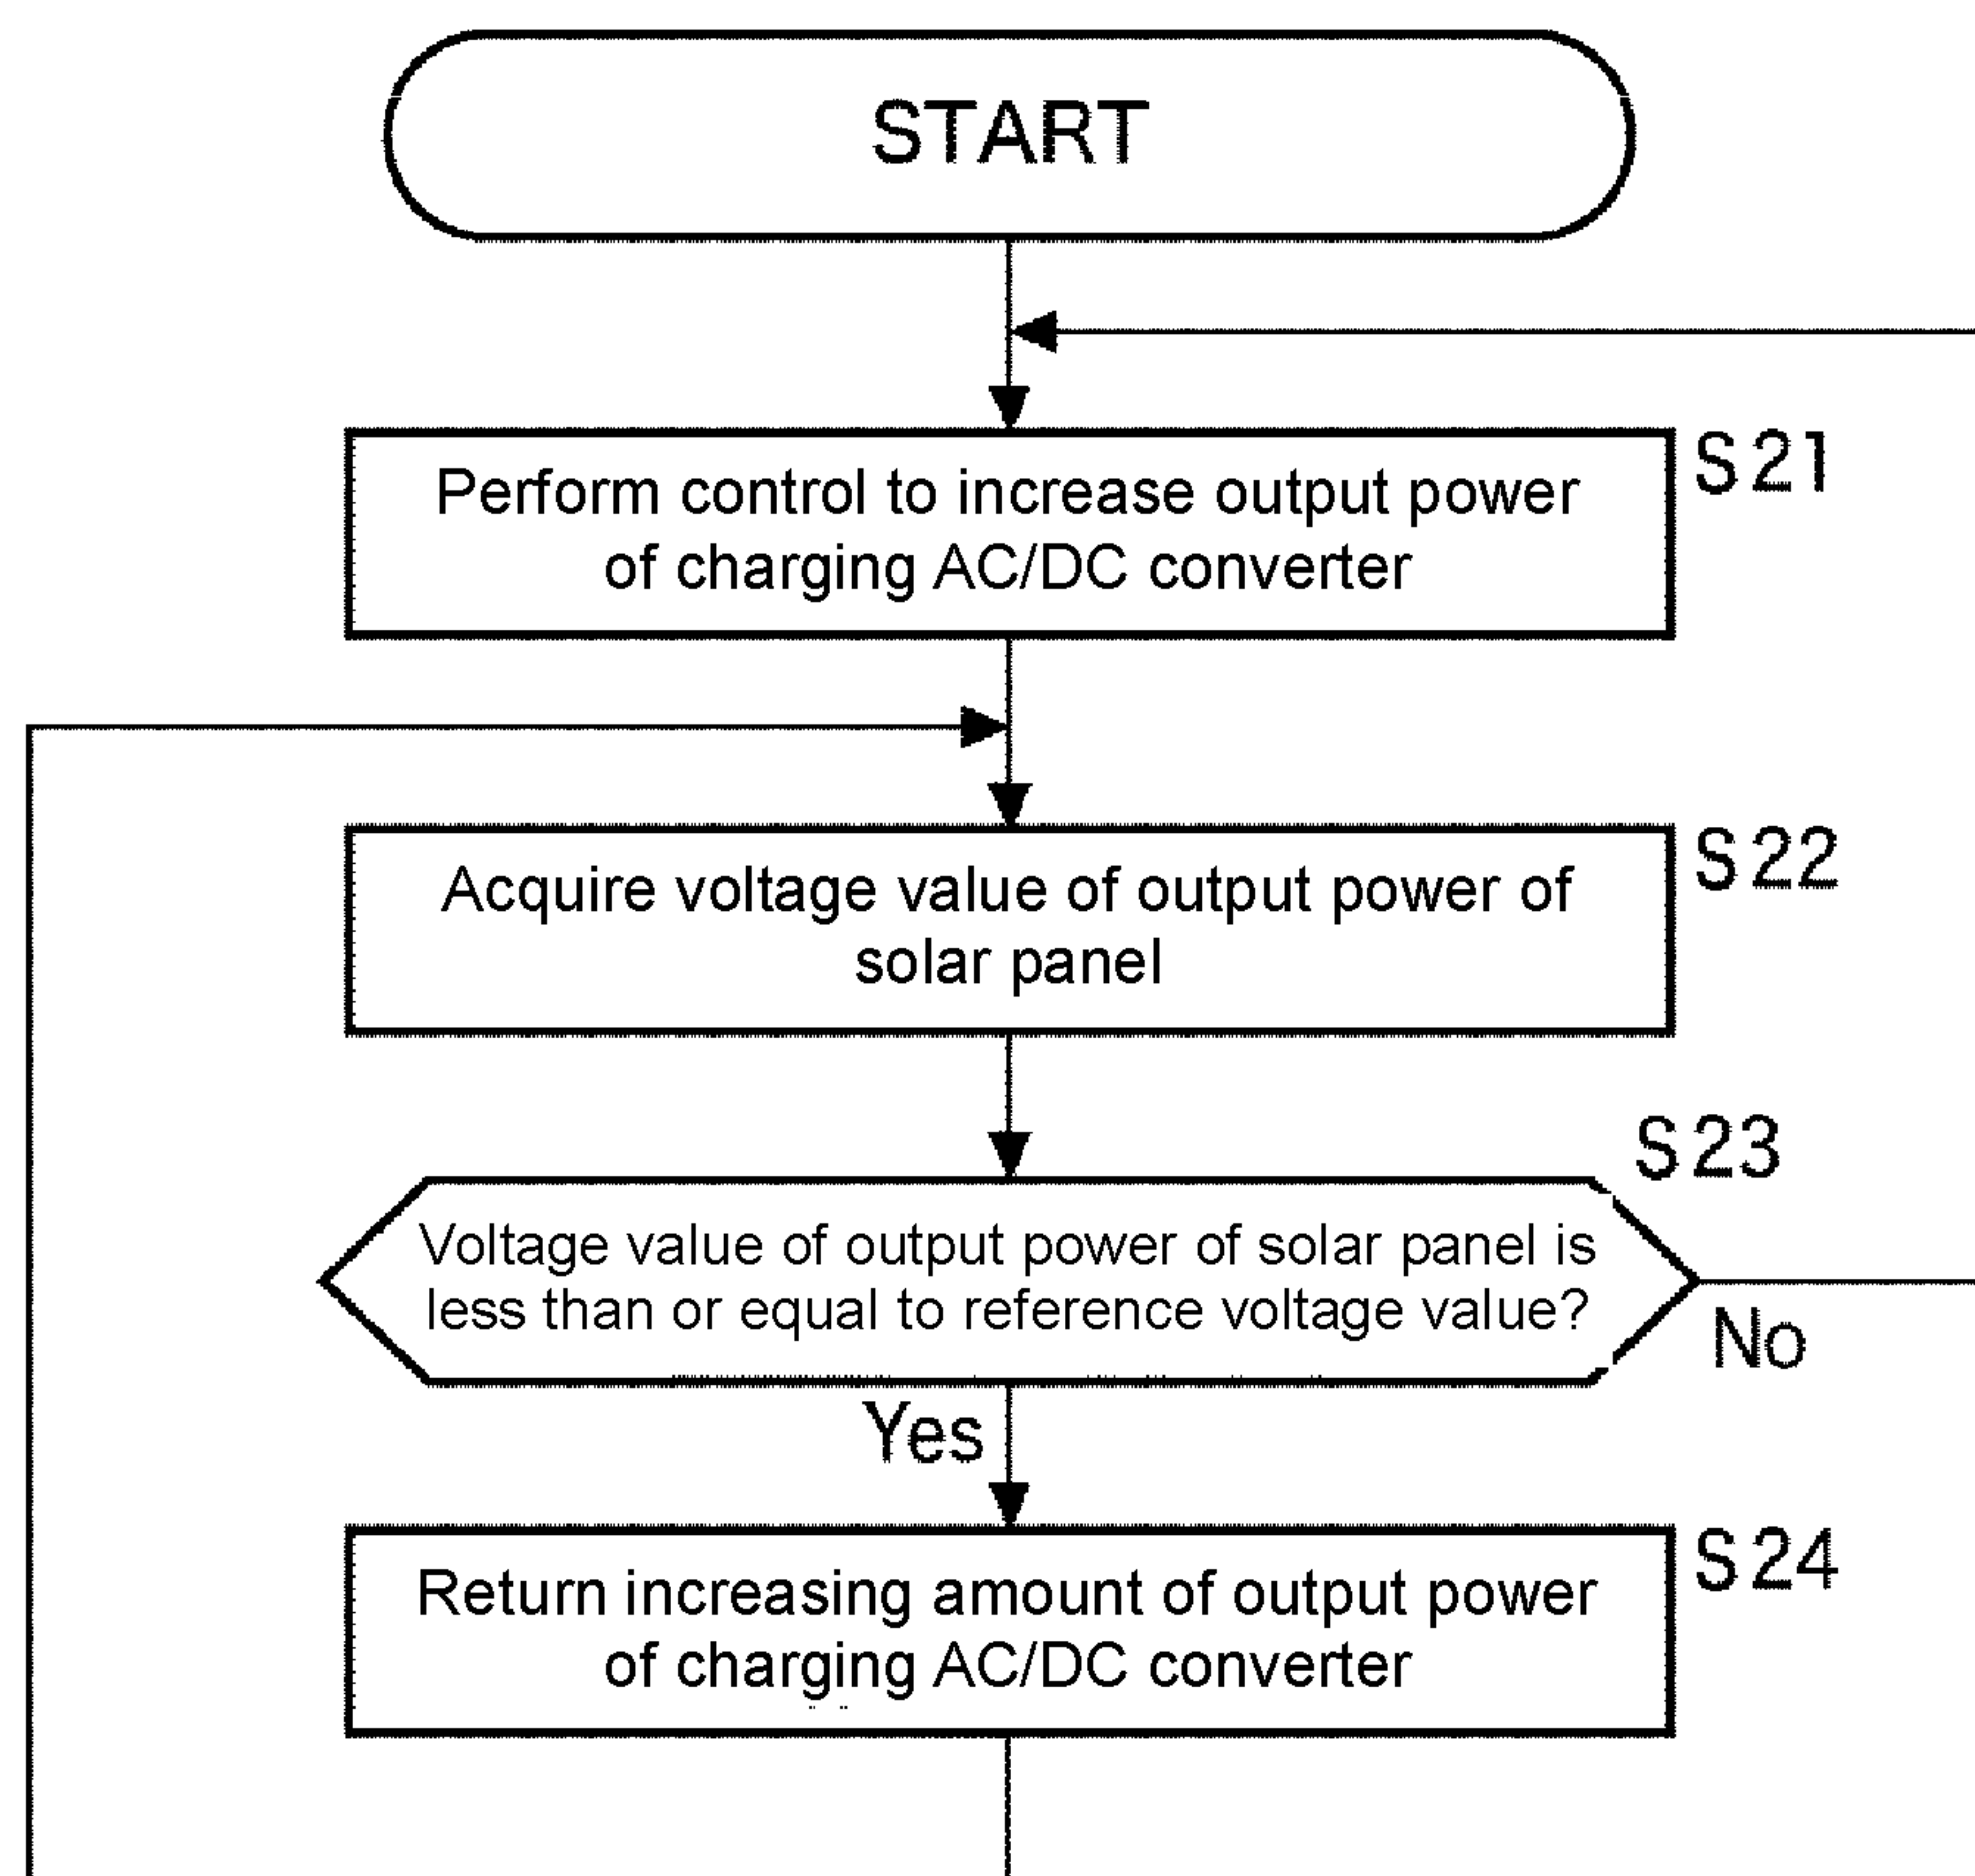 START
Perform control to increase output power
of charging AC/DC converter
S21
Acquire voltage value of output power of
solar panel
S22
S23
Voltage value of output power of solar panel is
less than or equal to reference voltage value?
No
Yes
Return increasing amount of output power
of charging AC/DC converter
S24